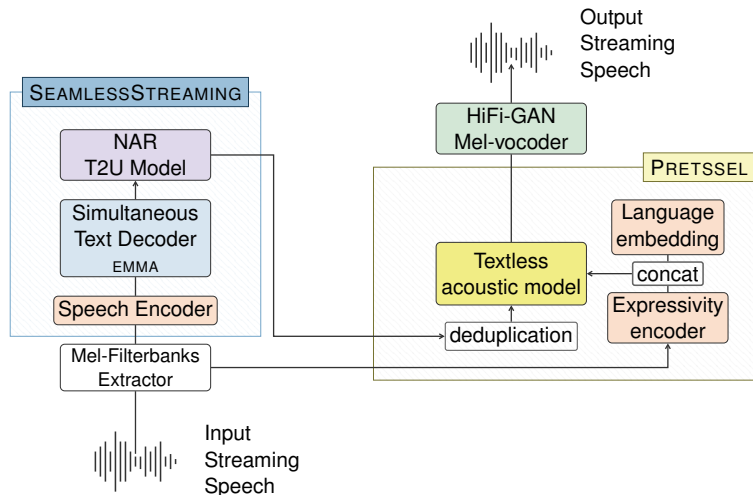 Output
Streaming
Speech
SEAMLESSSTREAMING
HiFi-GAN
Mel-vocoder
NAR
T2U Model
PRETSSEL
Simultaneous
Text Decoder
EMMA
Language
embedding
Textless
acoustic model
concat
Speech Encoder
Expressivity
encoder
deduplication
Mel-Filterbanks
Extractor
Input
Streaming
Speech